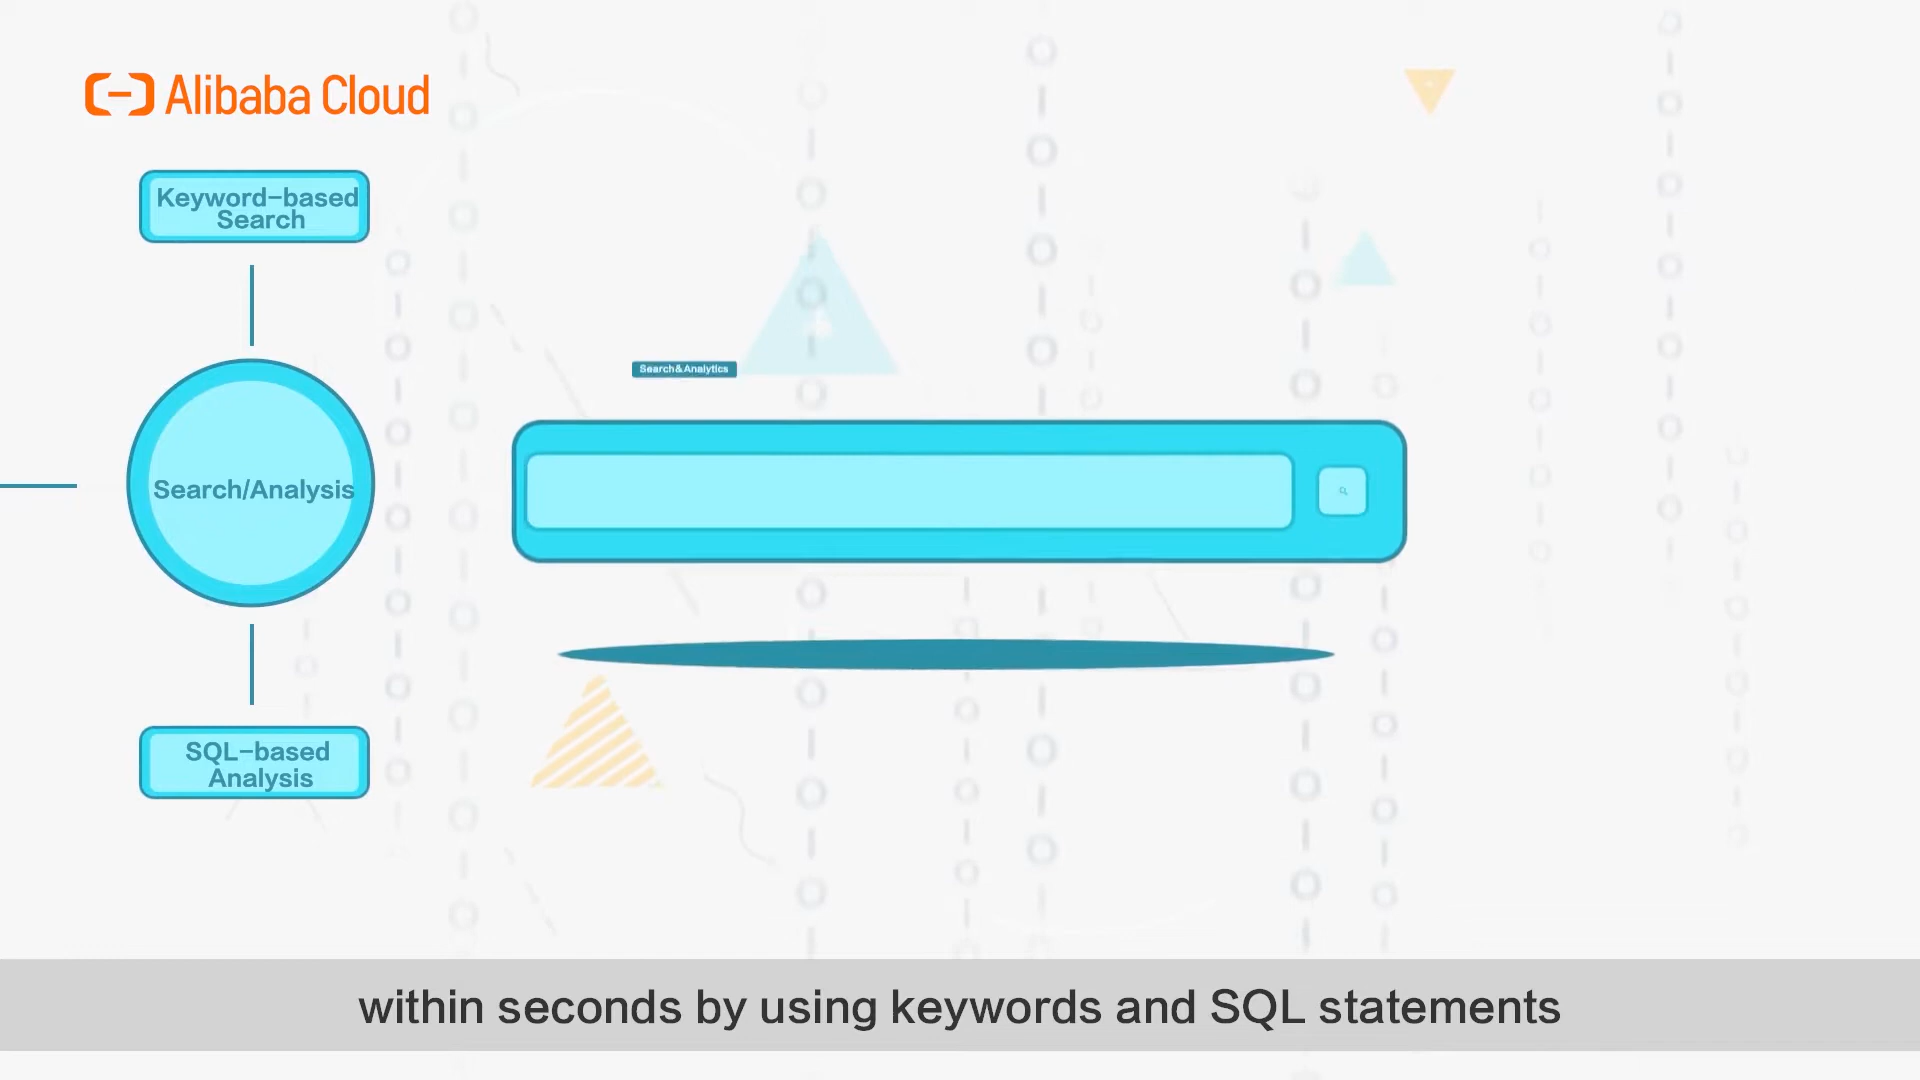 Alibaba Cloud
Keyword-based
Search
Search&Analytics
Search/Analysis
SQL-based
Analysis
within seconds by using keywords and SQL statements